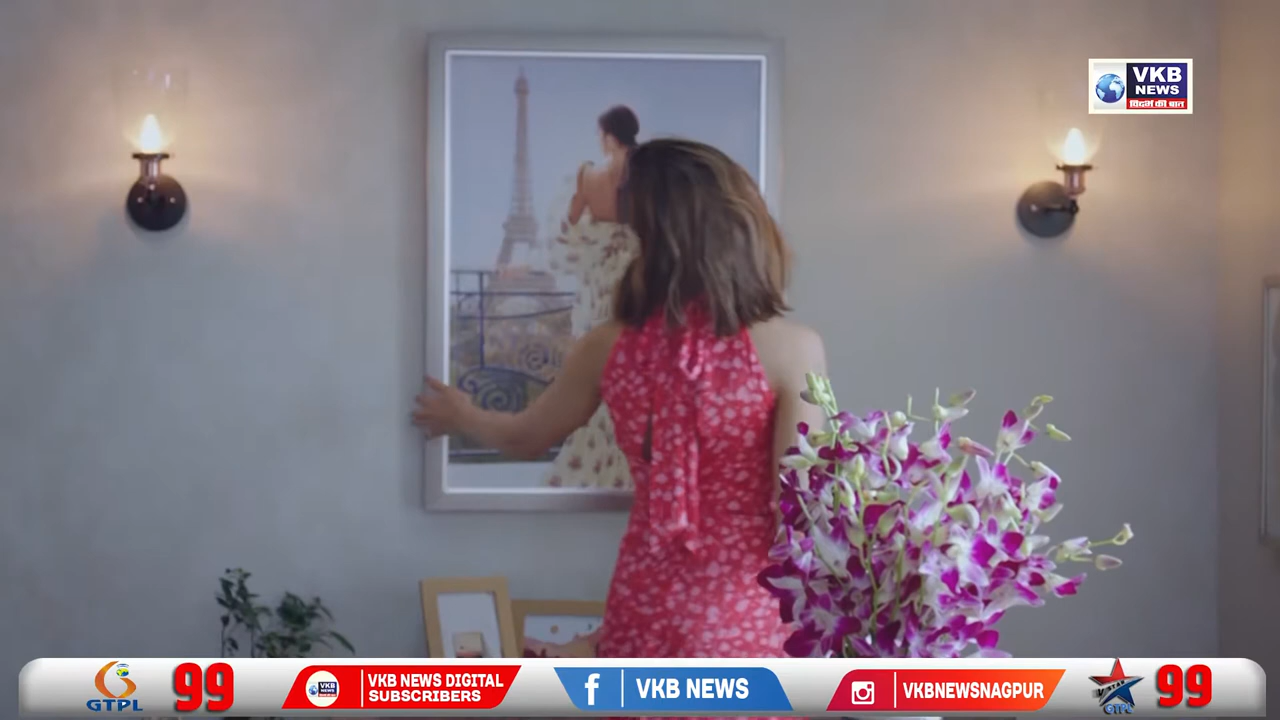 VKB
NEWS
विदर्भ की बात
GTPL
99
VKB NEWS DIGITAL
SUBSCRIBERS
VKB NEWS
VKBNEWSNAGPUR
GTPL
99